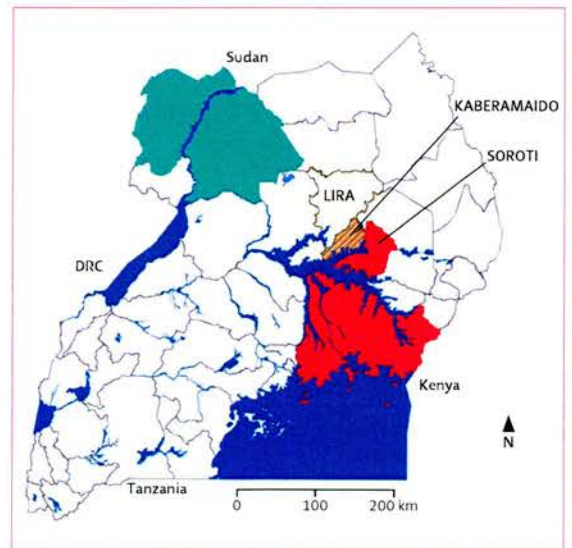 Sudan
KABERAMAIDO
SOROTI
LIRA
DRC
Kenya
N
Tanzania
0 100 200 km